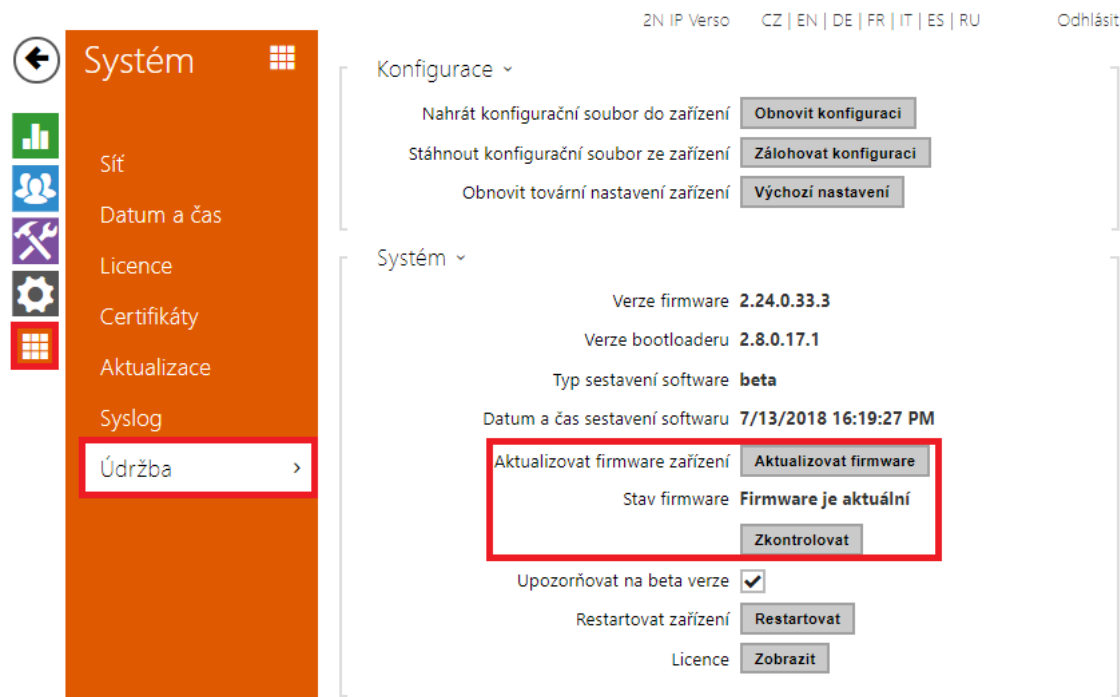 2N IP Verso CZ | EN | DE | FR | IT | ES | RU Odhlásit
Systém
Síť
Datum a čas
Licence
Certifikáty
Aktualizace
Syslog
Údržba
Konfigurace
Nahrát konfigurační soubor do zařízení Obnovit konfiguraci
Stáhnout konfigurační soubor ze zařízení Zálohovat konfiguraci
Obnovit tovární nastavení zařízení Výchozí nastavení
Systém
Verze firmware 2.24.0.33.3
Verze bootloaderu 2.8.0.17.1
Typ sestavení software beta
Datum a čas sestavení softwaru 7/13/2018 16:19:27 PM
Aktualizovat firmware zařízení Aktualizovat firmware
Stav firmware Firmware je aktuální
Zkontrolovat
Upozorňovat na beta verze
Restartovat zařízení Restartovat
Licence Zobrazit